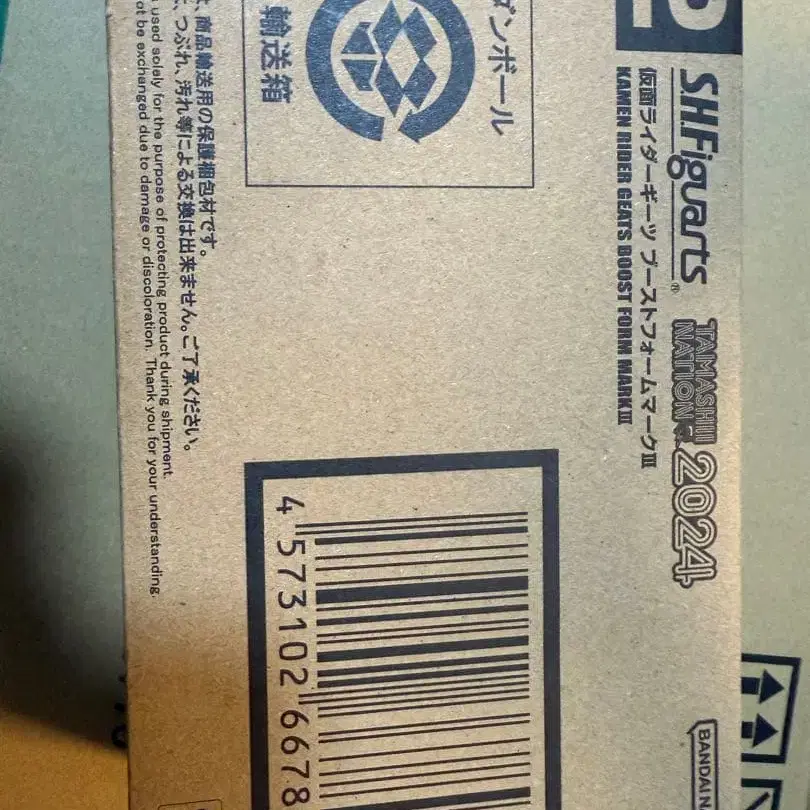 S.H.Figuarts®
TAMASHII NATION 2024
仮面ライダーギーツ ブーストフォームマークⅢ
KAMEN RIDER GEATS BOOST FORM MARKⅢ
ボール
輸送箱
商品輸送用の保護梱包材です。
つぶれ、汚れ等による交換は出来ません。ご了承ください。
used solely for the purpose of protecting product during shipment.
be exchanged due to damage or discoloration. Thank you for your understanding.
4 573102 6678
BANDAI